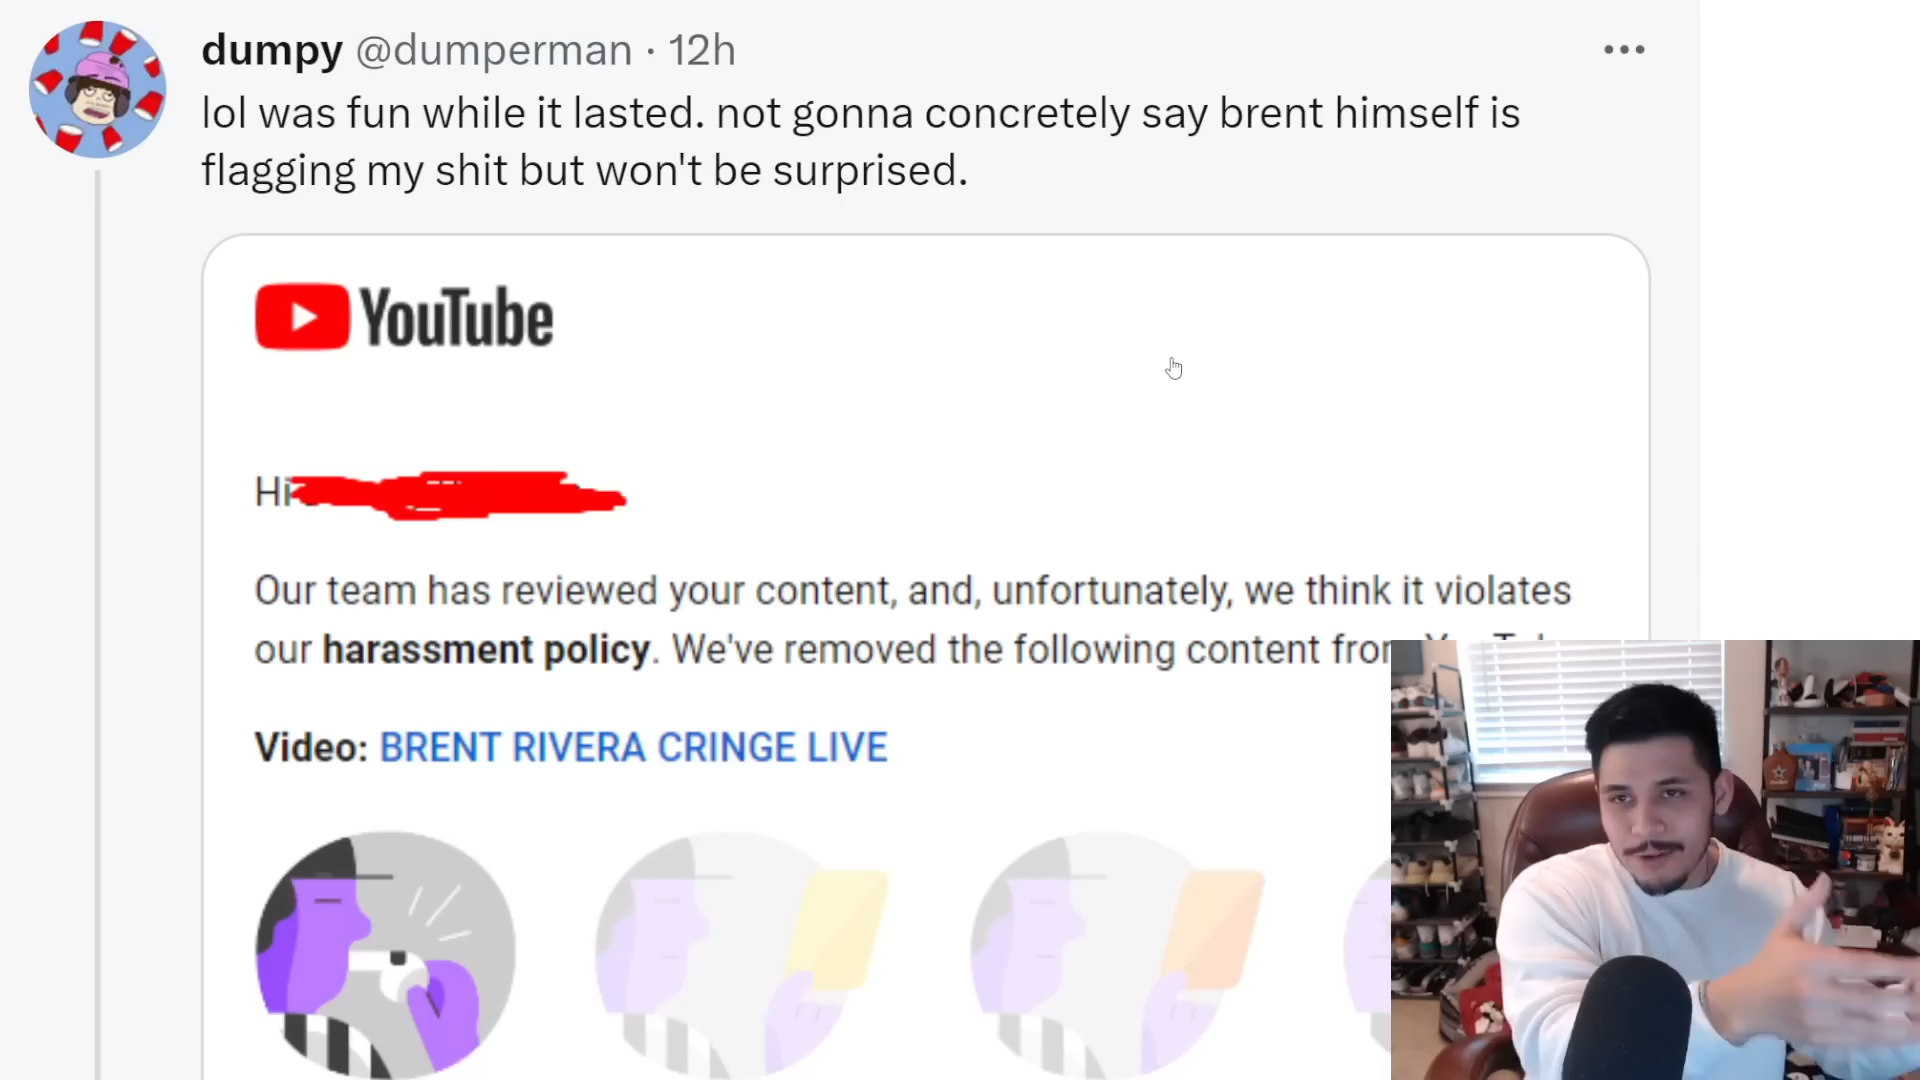 dumpy @dumperman · 12h
lol was fun while it lasted. not gonna concretely say brent himself is
flagging my shit but won't be surprised.
YouTube
Hi
Our team has reviewed your content, and, unfortunately, we think it violates
our harassment policy. We've removed the following content from
Video: BRENT RIVERA CRINGE LIVE